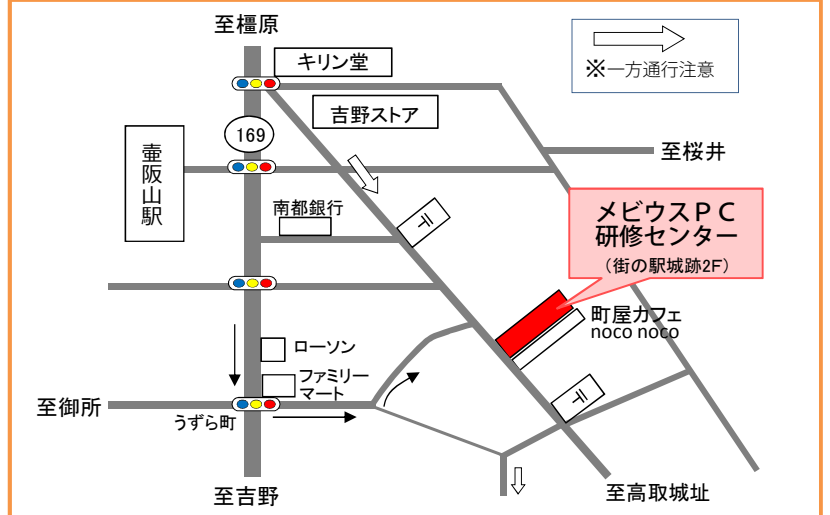 至橿原
キリン堂
※一方通行注意
吉野ストア
169
壷阪山駅
至桜井
南都銀行
〒
メビウスＰＣ
研修センター
（街の駅城跡2F）
町屋カフェ
noco noco
ローソン
ファミリー
マート
〒
至御所
うずら町
至吉野
至高取城址